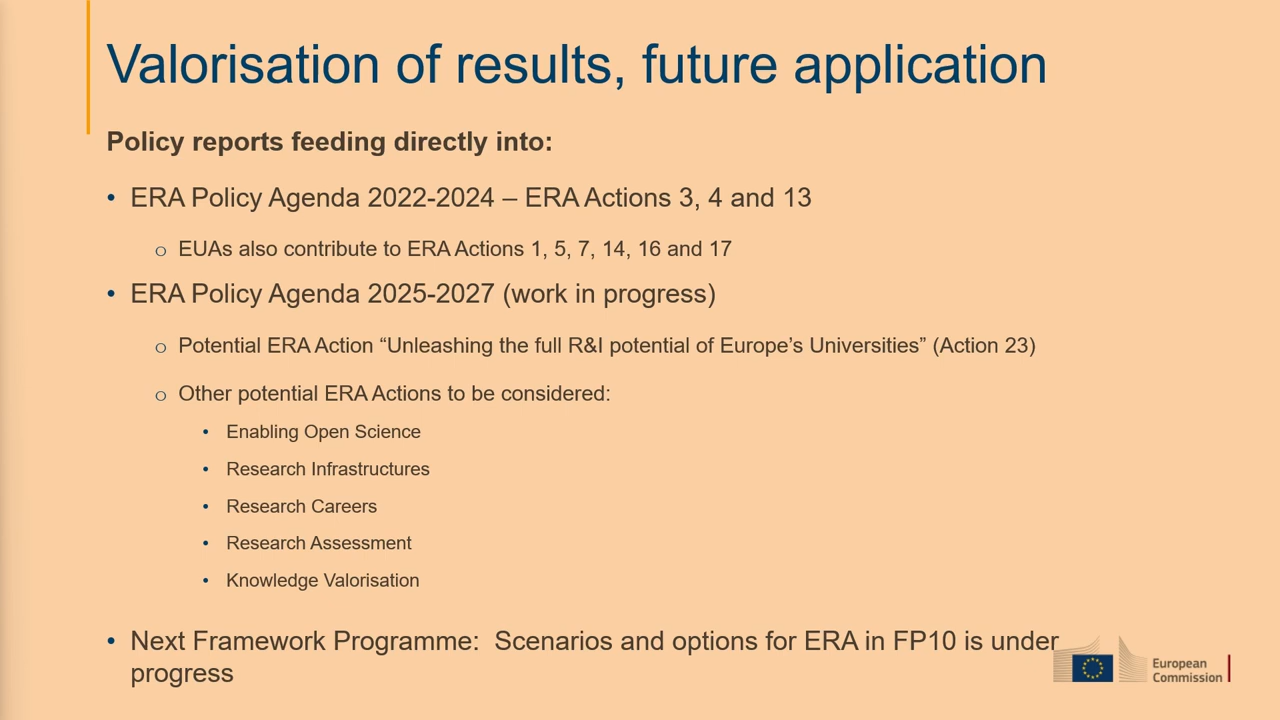 Valorisation of results, future application
Policy reports feeding directly into:
• ERA Policy Agenda 2022-2024 – ERA Actions 3, 4 and 13
o EUAs also contribute to ERA Actions 1, 5, 7, 14, 16 and 17
• ERA Policy Agenda 2025-2027 (work in progress)
o Potential ERA Action “Unleashing the full R&I potential of Europe’s Universities” (Action 23)
o Other potential ERA Actions to be considered:
• Enabling Open Science
• Research Infrastructures
• Research Careers
• Research Assessment
• Knowledge Valorisation
• Next Framework Programme:  Scenarios and options for ERA in FP10 is under
progress
European
Commission